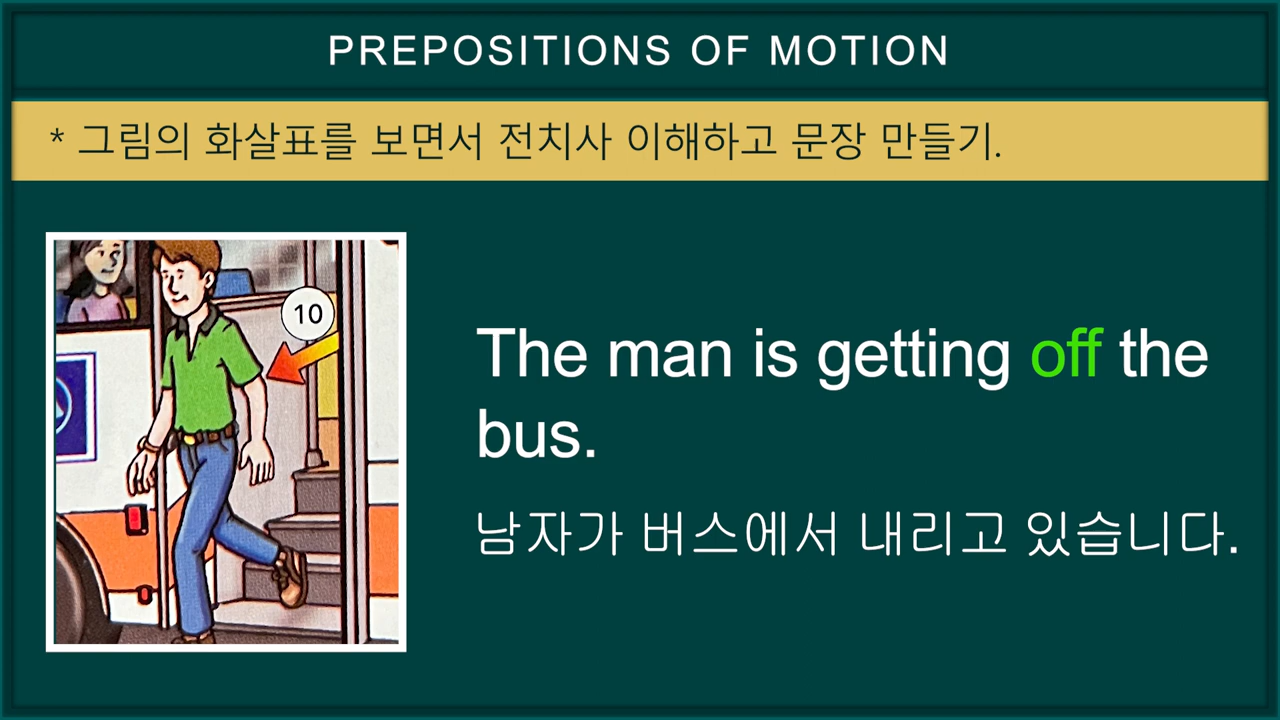 PREPOSITIONS OF MOTION
* 그림의 화살표를 보면서 전치사 이해하고 문장 만들기.
10
The man is getting off the
bus.
남자가 버스에서 내리고 있습니다.